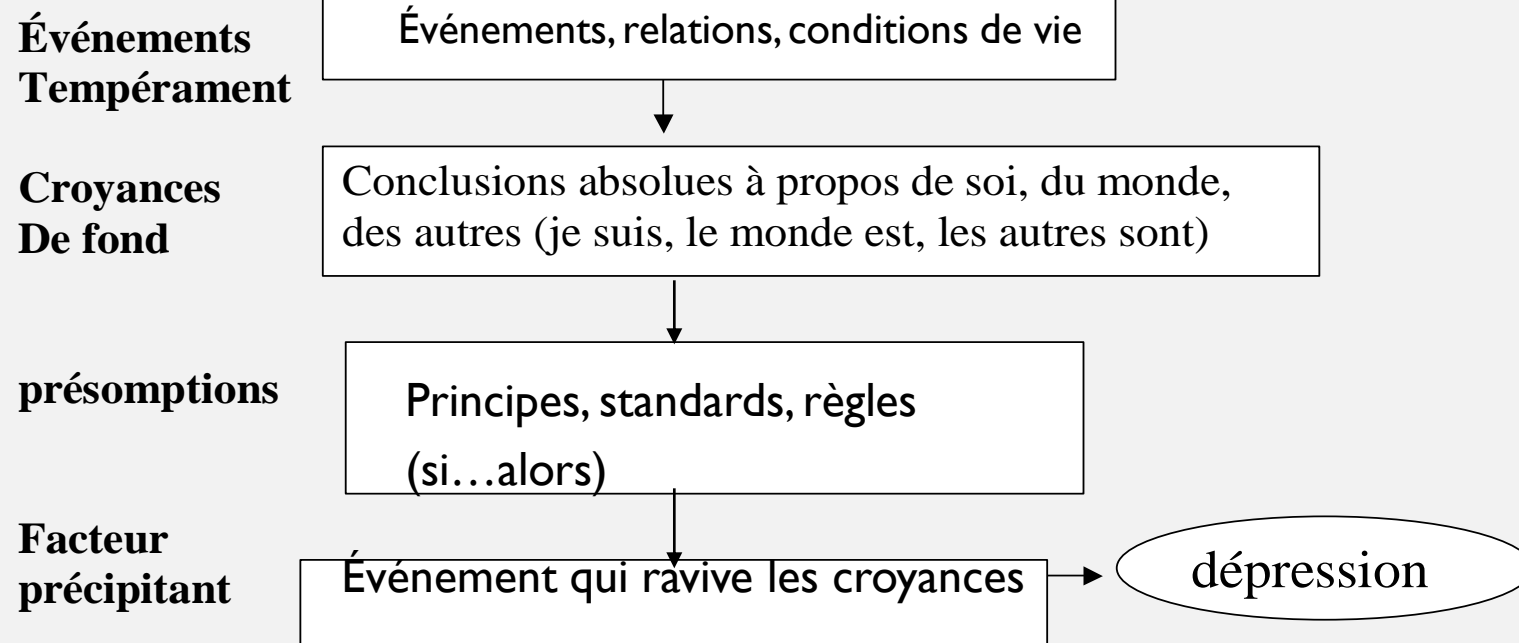 Événements
Tempérament
Événements, relations, conditions de vie
Croyances
De fond
Conclusions absolues à propos de soi, du monde,
des autres (je suis, le monde est, les autres sont)
présomptions
Principes, standards, règles
(si…alors)
Facteur
précipitant
Événement qui ravive les croyances
dépression